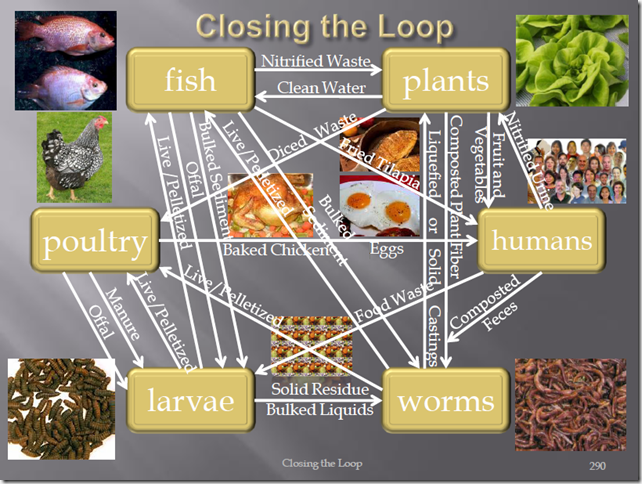 Closing the Loop
fish
Nitrified Waste
Clean Water
plants
Diced Waste
Fried Tilapia
Live/Pelletized
Offal
Bulked Sediment
Live/Pelletized
Bulked Sediment
Liquefied or Solid Castings
Composted Plant Fiber
Fruit and
Vegetables
Nitrified Urine
poultry
Baked Chicken
Eggs
humans
Offal
Manure
Live/Pelletized
Live/Pelletized
Food Waste
Composted
Feces
larvae
Solid Residue
Bulked Liquids
worms
Closing the Loop
290